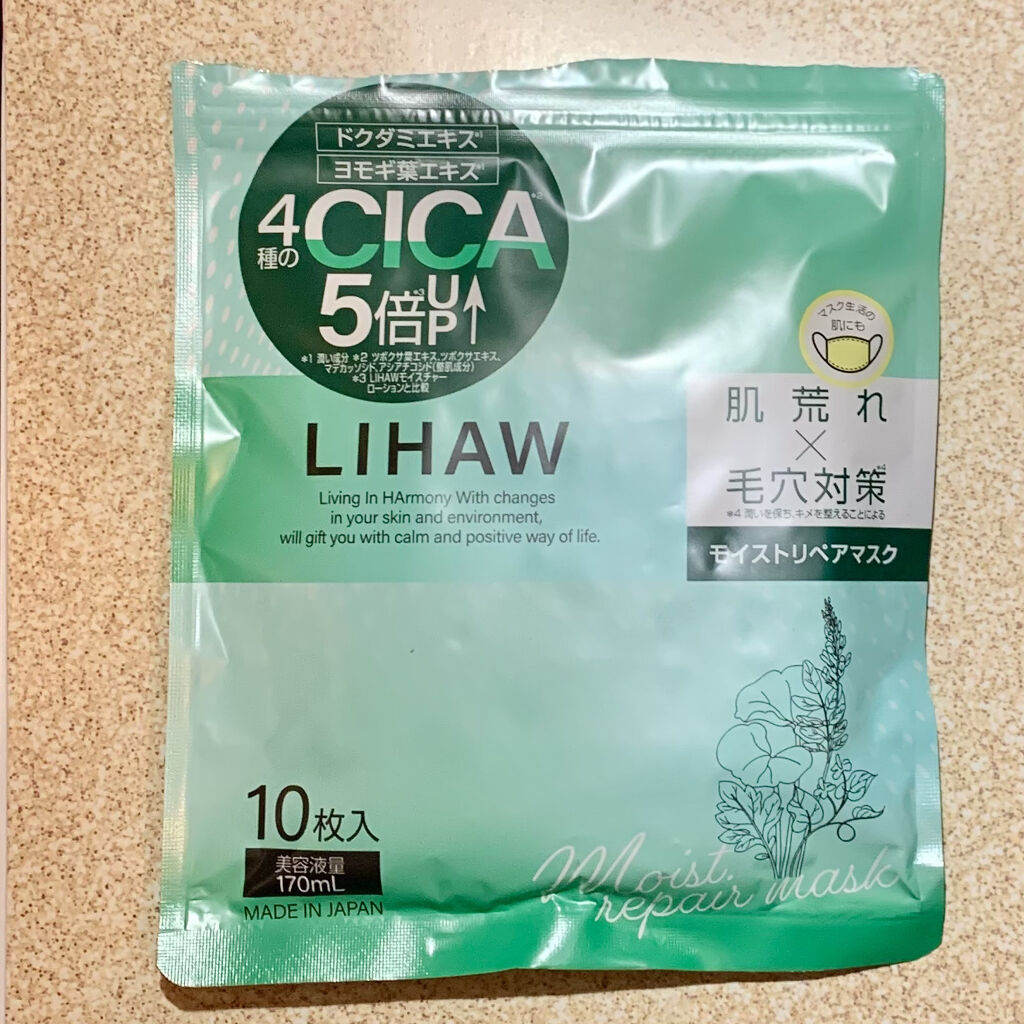 ドクダミエキス*1
ヨモギ葉エキス*1
4種のCICA*2
5倍*3UP↑
*1 潤い成分 *2 ツボクサ葉エキス、ツボクサエキス、
マデカッソシド、アシアチコシド(整肌成分)
*3 LIHAWモイスチャー
ローションと比較
マスク生活の
肌にも
肌荒れ
×
毛穴対策*4
*4 潤いを保ち、キメを整えることによる
モイストリペアマスク
LIHAW
Living In HArmony With changes
in your skin and environment,
will gift you with calm and positive way of life.
10枚入
美容液量
170mL
MADE IN JAPAN
Moist
repair mask